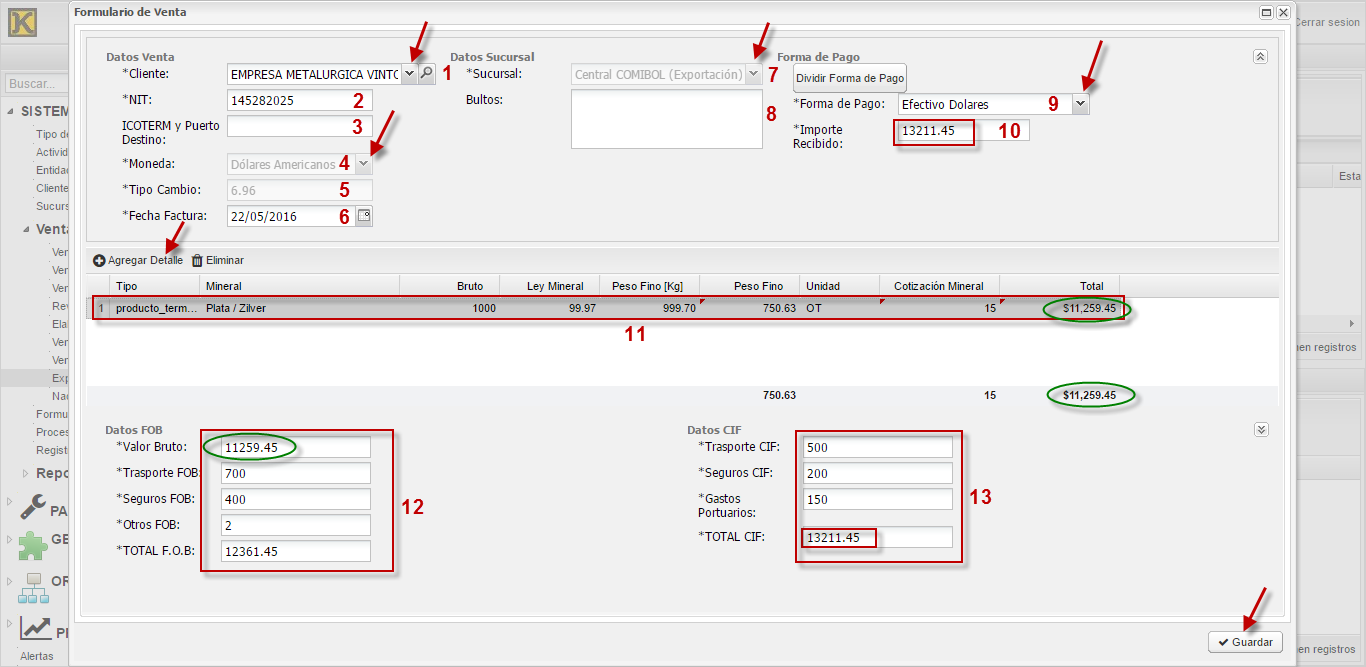 Formulario de Venta
Cerrar sesion
Buscar...
Datos Venta
*Cliente: EMPRESA METALURGICA VINTO 1
*NIT: 145282025 2
ICOTERM y Puerto
Destino: 3
*Moneda: Dólares Americanos 4
*Tipo Cambio: 6.96 5
*Fecha Factura: 22/05/2016 6
Datos Sucursal
*Sucursal: Central COMIBOL (Exportación) 7
Bultos: 8
Forma de Pago
Dividir Forma de Pago
*Forma de Pago: Efectivo Dolares 9
*Importe
Recibido: 13211.45 10
Agregar Detalle Eliminar
Tipo Mineral Bruto Ley Mineral Peso Fino [Kg] Peso Fino Unidad Cotización Mineral Total
1 producto_term... Plata / Zilver 1000 99.97 999.70 750.63 OT 15 $11,259.45
11
750.63 15 $11,259.45
Datos FOB
*Valor Bruto: 11259.45
*Trasporte FOB: 700
*Seguros FOB: 400
*Otros FOB: 2
*TOTAL F.O.B: 12361.45
12
Datos CIF
*Trasporte CIF: 500
*Seguros CIF: 200
*Gastos
Portuarios: 150
*TOTAL CIF: 13211.45
13
Guardar
SISTEM
Tipo de
Activid
Entidad
Cliente
Sucurs
Venta
Ven
Ven
Ven
Rev
Ela
Ven
Ven
Exp
Nac
Formu
Proces
Regist
Repo
PA
GE
OR
PI
Alertas
Esta
en registros
en registros